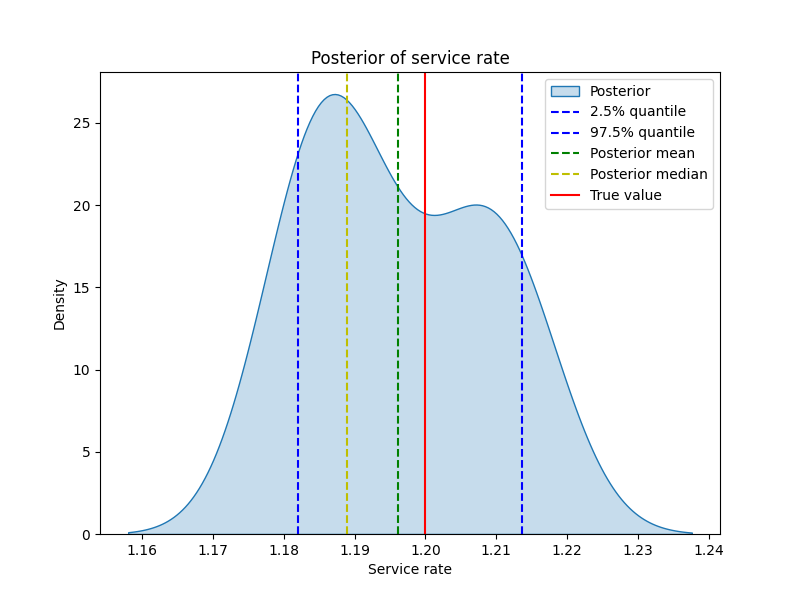 Posterior of service rate
Posterior
2.5% quantile
97.5% quantile
Posterior mean
Posterior median
True value
Density
25
20
15
10
5
0
1.16 1.17 1.18 1.19 1.20 1.21 1.22 1.23 1.24
Service rate